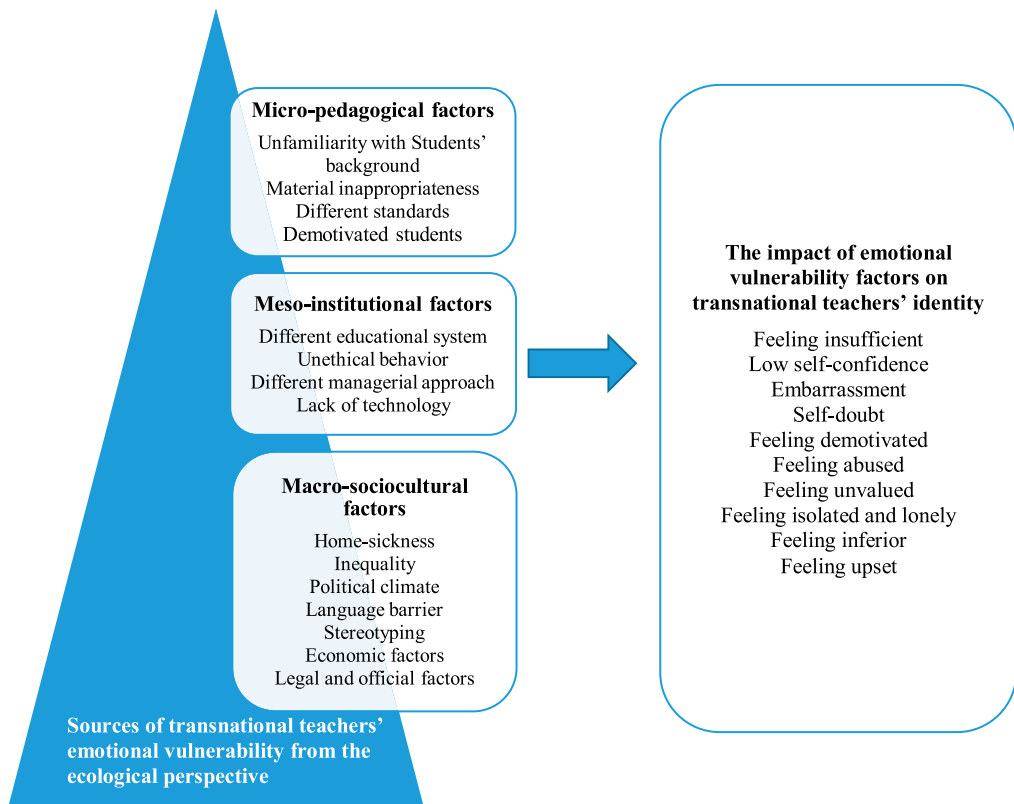 Micro-pedagogical factors
Unfamiliarity with Students'
background
Material inappropriateness
Different standards
Demotivated students
Meso-institutional factors
Different educational system
Unethical behavior
Different managerial approach
Lack of technology
Macro-sociocultural
factors
Home-sickness
Inequality
Political climate
Language barrier
Stereotyping
Economic factors
Legal and official factors
Sources of transnational teachers'
emotional vulnerability from the
ecological perspective
The impact of emotional
vulnerability factors on
transnational teachers' identity
Feeling insufficient
Low self-confidence
Embarrassment
Self-doubt
Feeling demotivated
Feeling abused
Feeling unvalued
Feeling isolated and lonely
Feeling inferior
Feeling upset